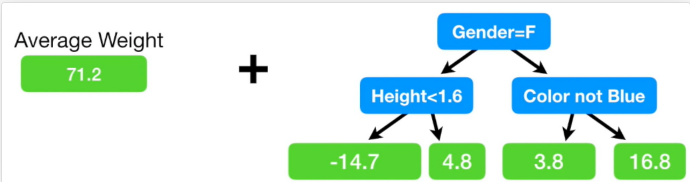 Average Weight
71.2
+
Gender=F
Height<1.6
Color not Blue
-14.7
4.8
3.8
16.8